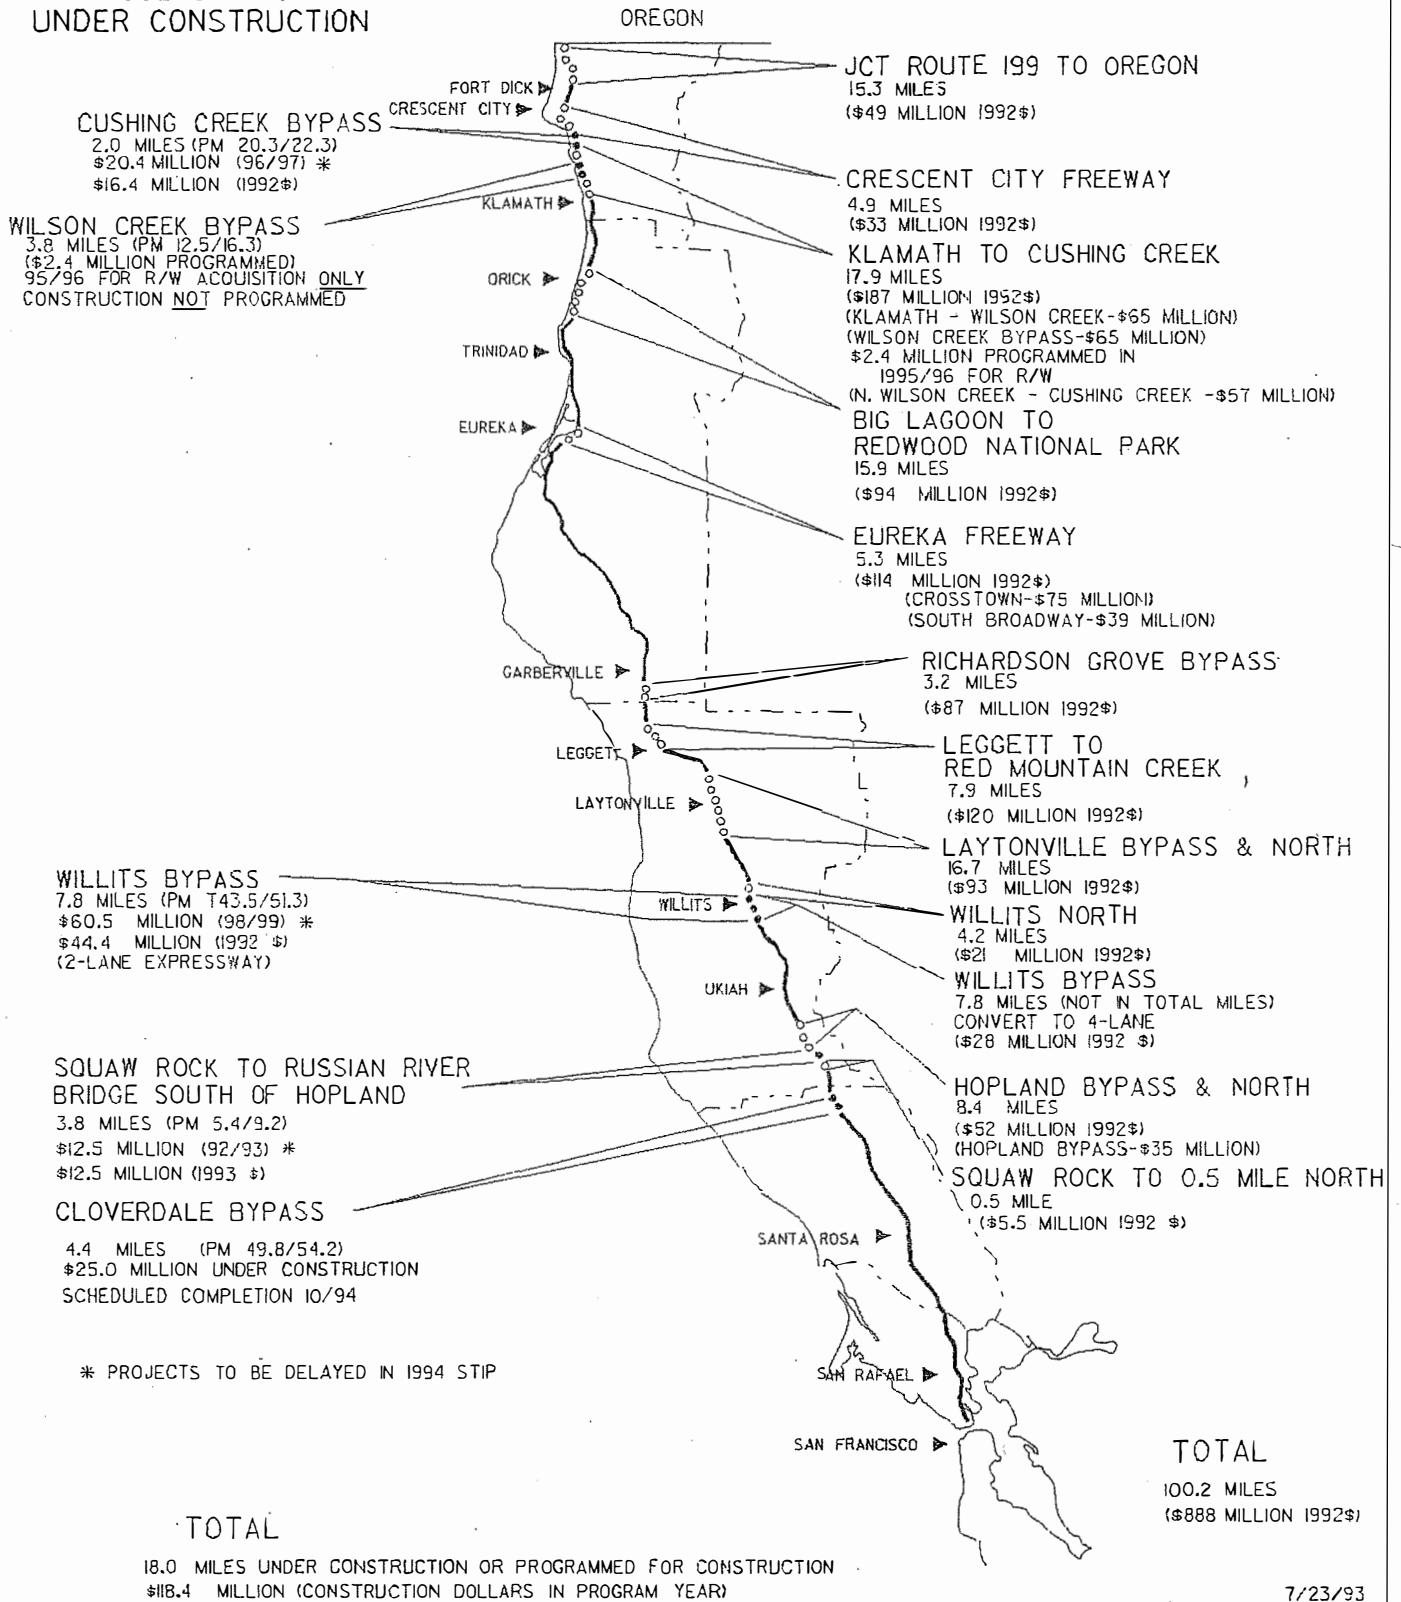 UNDER CONSTRUCTION
CUSHING CREEK BYPASS
2.0 MILES (PM 20.3/22.3)
$20.4 MILLION (96/97) *
$16.4 MILLION (1992$)
WILSON CREEK BYPASS
3.8 MILES (PM 12.5/16.3)
($2.4 MILLION PROGRAMMED)
95/96 FOR R/W ACQUISITION ONLY
CONSTRUCTION NOT PROGRAMMED
WILLITS BYPASS
7.8 MILES (PM T43.5/51.3)
$60.5 MILLION (98/99) *
$44.4 MILLION (1992 $)
(2-LANE EXPRESSWAY)
SQUAW ROCK TO RUSSIAN RIVER
BRIDGE SOUTH OF HOPLAND
3.8 MILES (PM 5.4/9.2)
$12.5 MILLION (92/93) *
$12.5 MILLION (1993 $)
CLOVERDALE BYPASS
4.4 MILES (PM 49.8/54.2)
$25.0 MILLION UNDER CONSTRUCTION
SCHEDULED COMPLETION 10/94
* PROJECTS TO BE DELAYED IN 1994 STIP
TOTAL
18.0 MILES UNDER CONSTRUCTION OR PROGRAMMED FOR CONSTRUCTION
$118.4 MILLION (CONSTRUCTION DOLLARS IN PROGRAM YEAR)
OREGON
FORT DICK
CRESCENT CITY
KLAMATH
ORICK
TRINIDAD
EUREKA
GARBERVILLE
LEGGETT
LAYTONVILLE
WILLITS
UKIAH
SANTA ROSA
SAN RAFAEL
SAN FRANCISCO
JCT ROUTE 199 TO OREGON
15.3 MILES
($49 MILLION 1992$)
CRESCENT CITY FREEWAY
4.9 MILES
($33 MILLION 1992$)
KLAMATH TO CUSHING CREEK
17.9 MILES
($187 MILLION 1952$)
(KLAMATH - WILSON CREEK-$65 MILLION)
(WILSON CREEK BYPASS-$65 MILLION)
$2.4 MILLION PROGRAMMED IN
1995/96 FOR R/W
(N. WILSON CREEK - CUSHING CREEK -$57 MILLION)
BIG LAGOON TO
REDWOOD NATIONAL PARK
15.9 MILES
($94 MILLION 1992$)
EUREKA FREEWAY
5.3 MILES
($114 MILLION 1992$)
(CROSSTOWN-$75 MILLION)
(SOUTH BROADWAY-$39 MILLION)
RICHARDSON GROVE BYPASS
3.2 MILES
($87 MILLION 1992$)
LEGGETT TO
RED MOUNTAIN CREEK
7.9 MILES
($120 MILLION 1992$)
LAYTONVILLE BYPASS & NORTH
16.7 MILES
($93 MILLION 1992$)
WILLITS NORTH
4.2 MILES
($21 MILLION 1992$)
WILLITS BYPASS
7.8 MILES (NOT IN TOTAL MILES)
CONVERT TO 4-LANE
($28 MILLION 1992 $)
HOPLAND BYPASS & NORTH
8.4 MILES
($52 MILLION 1992$)
(HOPLAND BYPASS-$35 MILLION)
SQUAW ROCK TO 0.5 MILE NORTH
0.5 MILE
($5.5 MILLION 1992 $)
TOTAL
100.2 MILES
($888 MILLION 1992$)
7/23/93